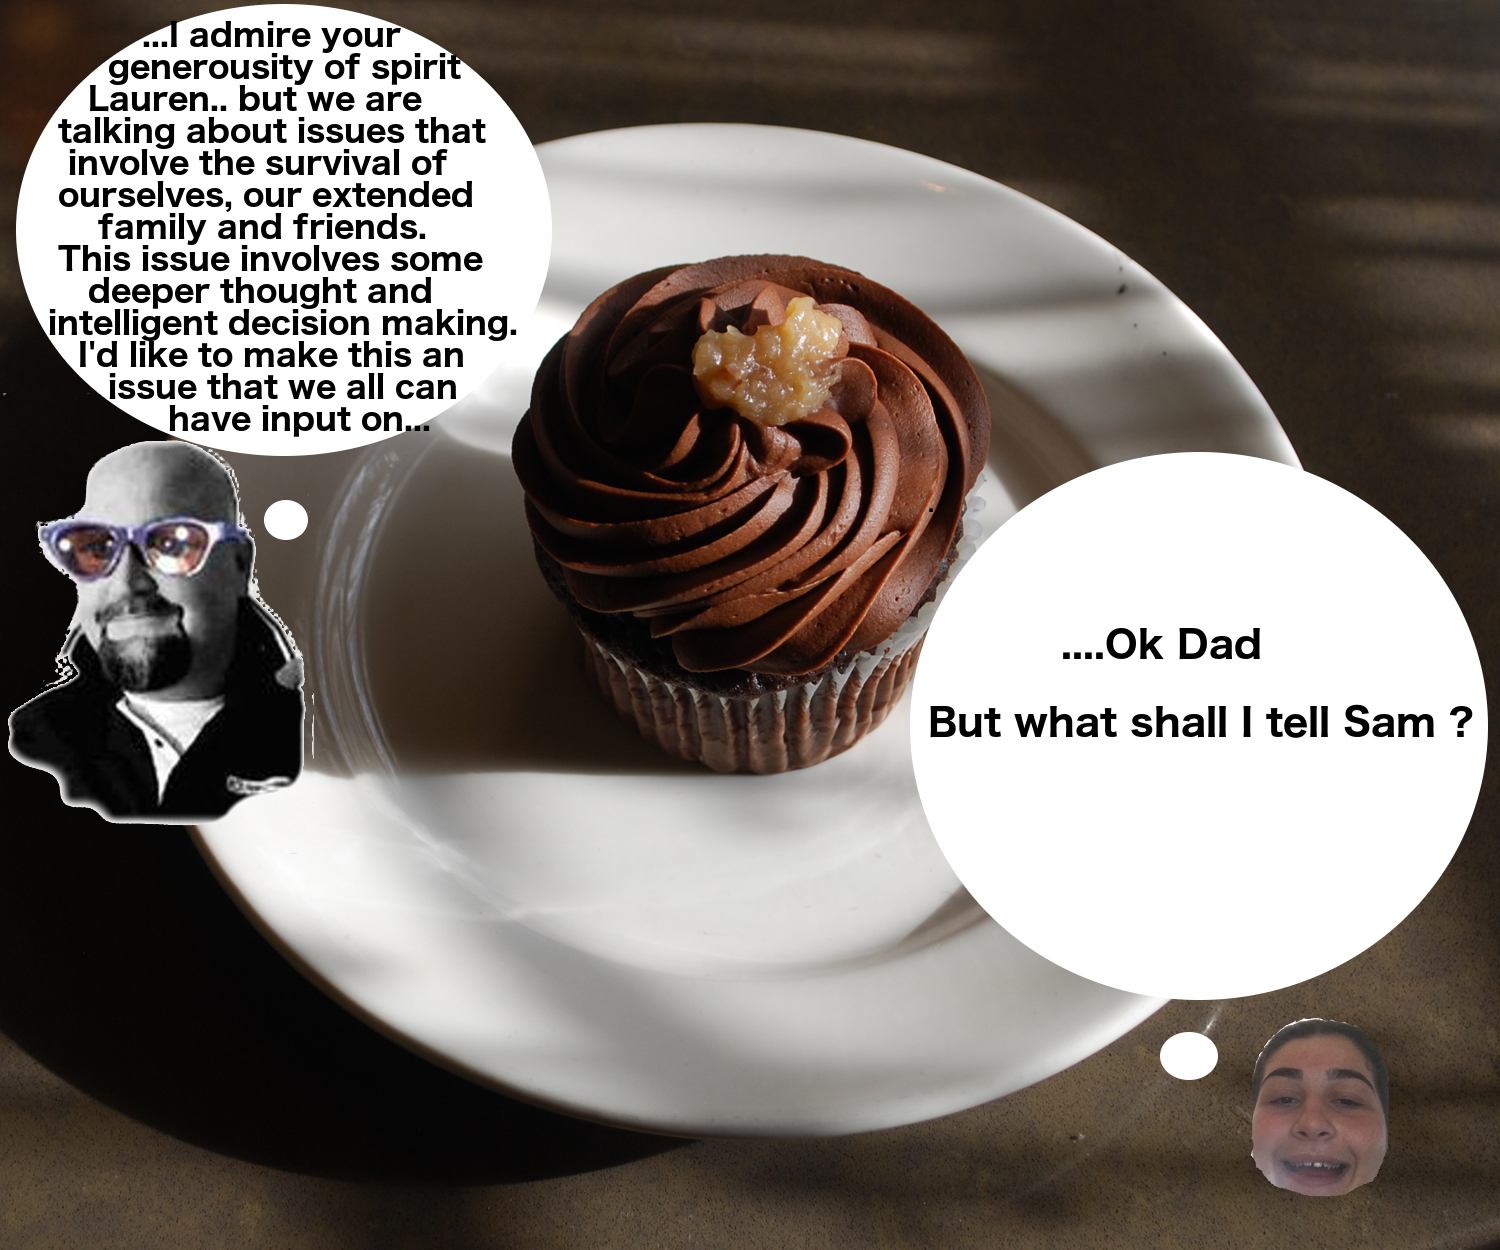 ...I admire your
generousity of spirit
Lauren.. but we are
talking about issues that
involve the survival of
ourselves, our extended
family and friends.
This issue involves some
deeper thought and
intelligent decision making.
I'd like to make this an
issue that we all can
have input on...
....Ok Dad
But what shall I tell Sam ?